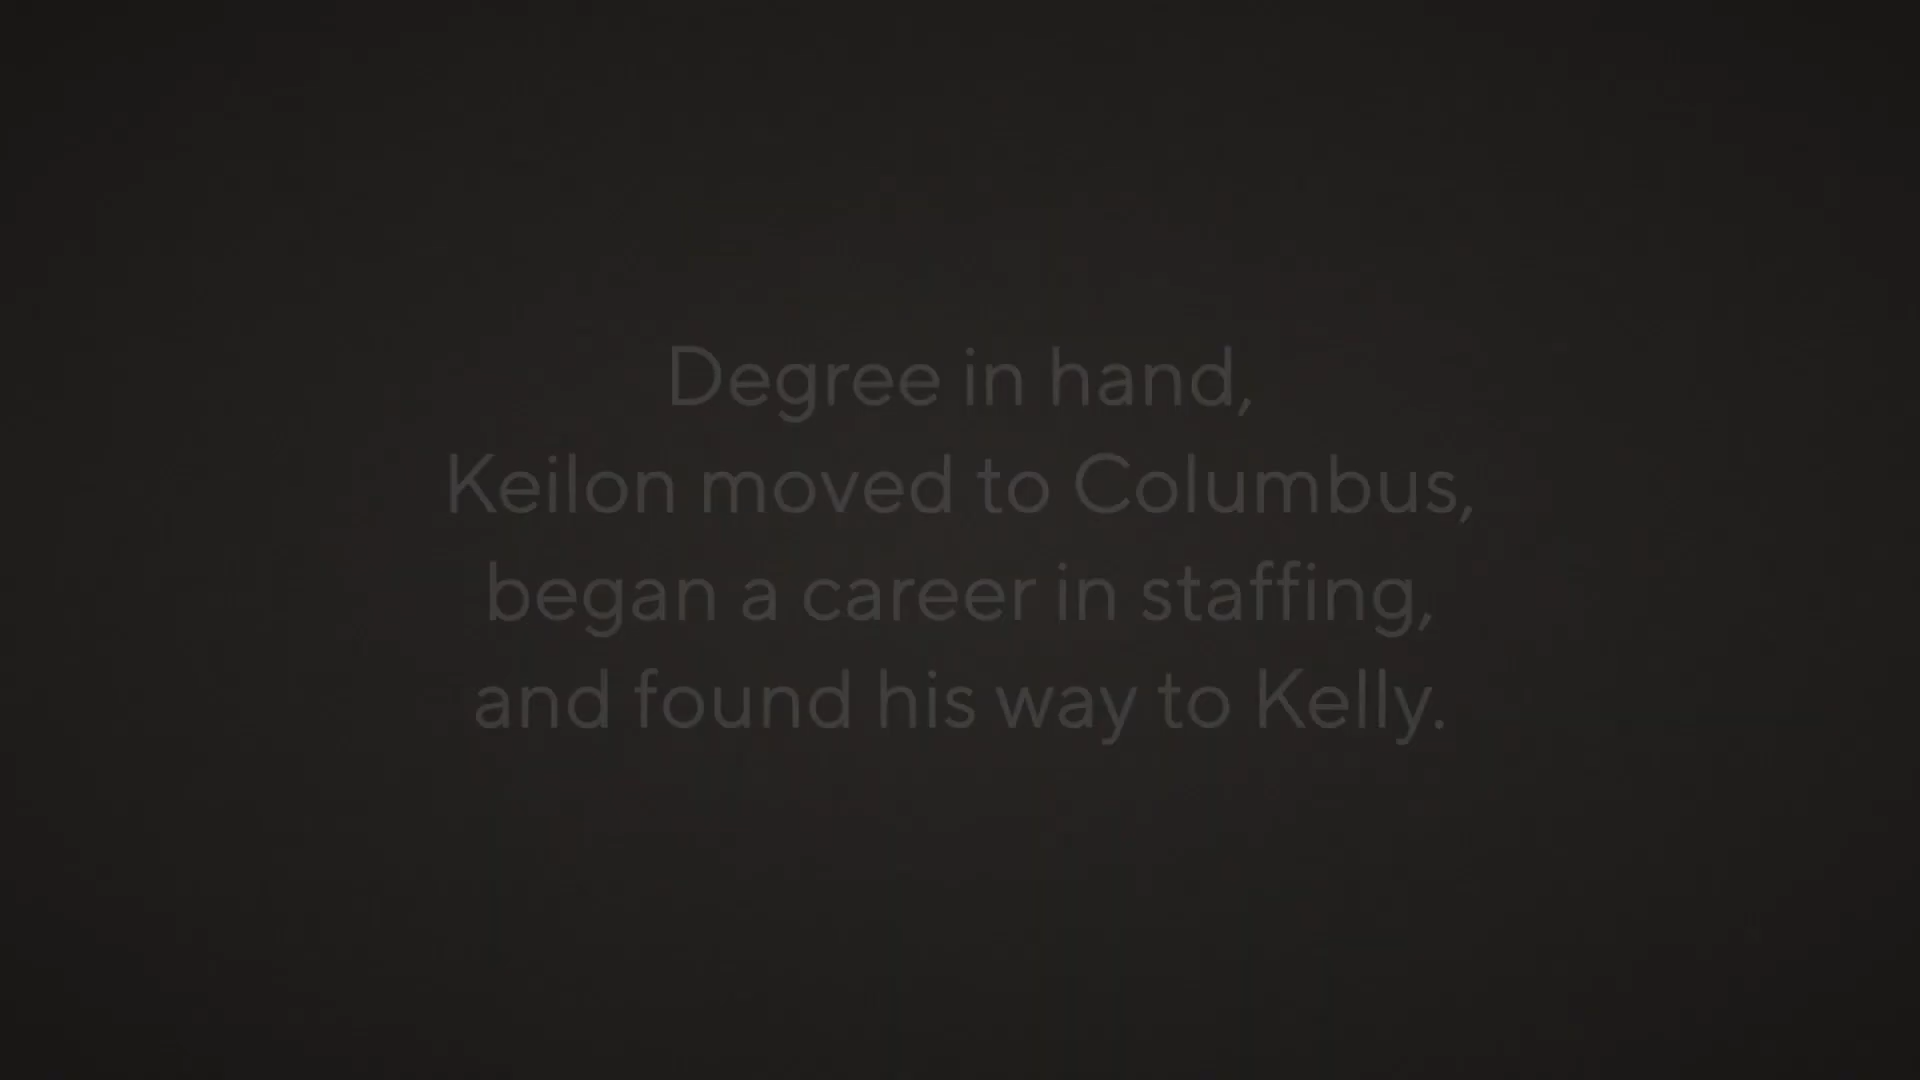 Degree in hand,
Keilon moved to Columbus,
began a career in staffing,
and found his way to Kelly.